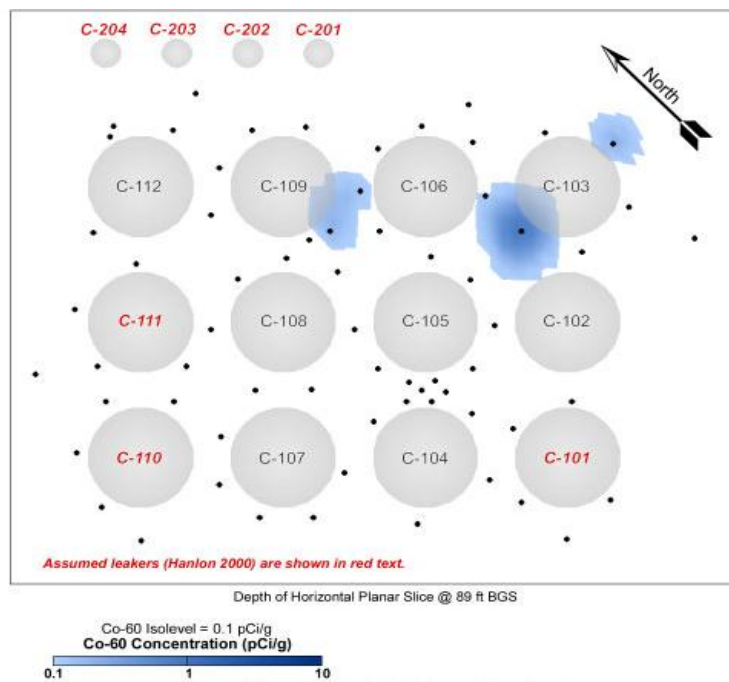 C-204 C-203 C-202 C-201
North
C-112 C-109 C-106 C-103
C-111 C-108 C-105 C-102
C-110 C-107 C-104 C-101
Assumed leakers (Hanlon 2000) are shown in red text.
Depth of Horizontal Planar Slice @ 89 ft BGS
Co-60 Isolevel = 0.1 pCi/g
Co-60 Concentration (pCi/g)
0.1 1 10